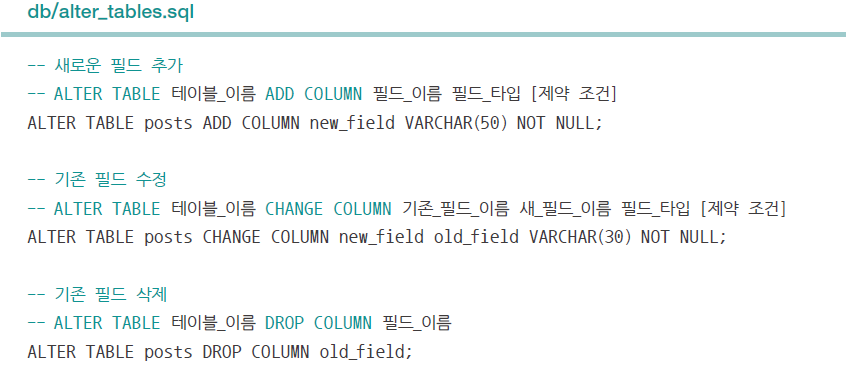 db/alter_tables.sql
-- 새로운 필드 추가
-- ALTER TABLE 테이블_이름 ADD COLUMN 필드_이름 필드_타입 [제약 조건]
ALTER TABLE posts ADD COLUMN new_field VARCHAR(50) NOT NULL;
-- 기존 필드 수정
-- ALTER TABLE 테이블_이름 CHANGE COLUMN 기존_필드_이름 새_필드_이름 필드_타입 [제약 조건]
ALTER TABLE posts CHANGE COLUMN new_field old_field VARCHAR(30) NOT NULL;
-- 기존 필드 삭제
-- ALTER TABLE 테이블_이름 DROP COLUMN 필드_이름
ALTER TABLE posts DROP COLUMN old_field;